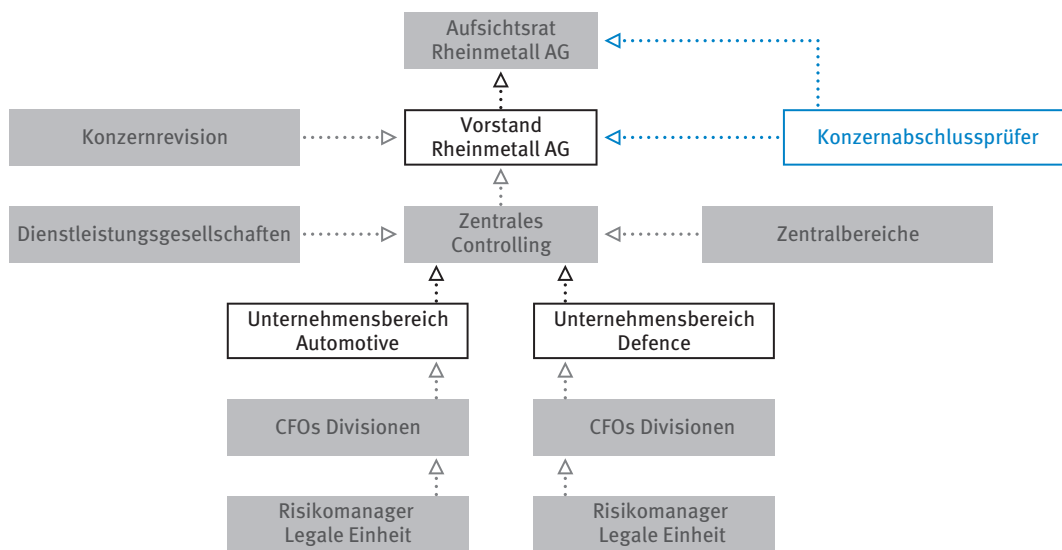 Aufsichtsrat
Rheinmetall AG
Konzernrevision
Vorstand
Rheinmetall AG
Konzernabschlussprüfer
Dienstleistungsgesellschaften
Zentrales
Controlling
Zentralbereiche
Unternehmensbereich
Automotive
Unternehmensbereich
Defence
CFOs Divisionen
CFOs Divisionen
Risikomanager
Legale Einheit
Risikomanager
Legale Einheit